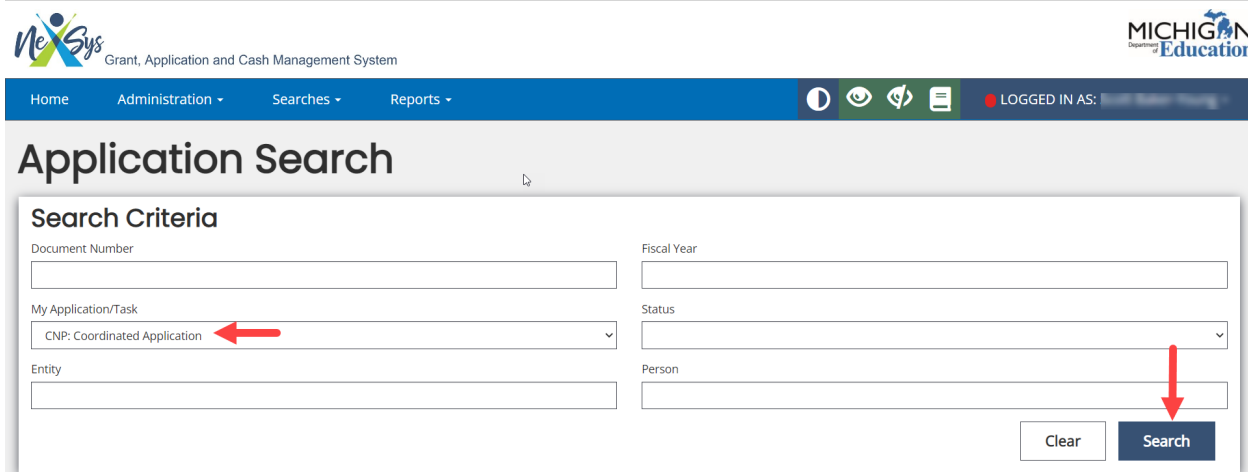 NexSys
Grant, Application and Cash Management System
MICHIGAN
Department of Education
Home Administration Searches Reports LOGGED IN AS:
Application Search
Search Criteria
Document Number Fiscal Year
My Application/Task Status
CNP: Coordinated Application
Entity Person
Clear Search